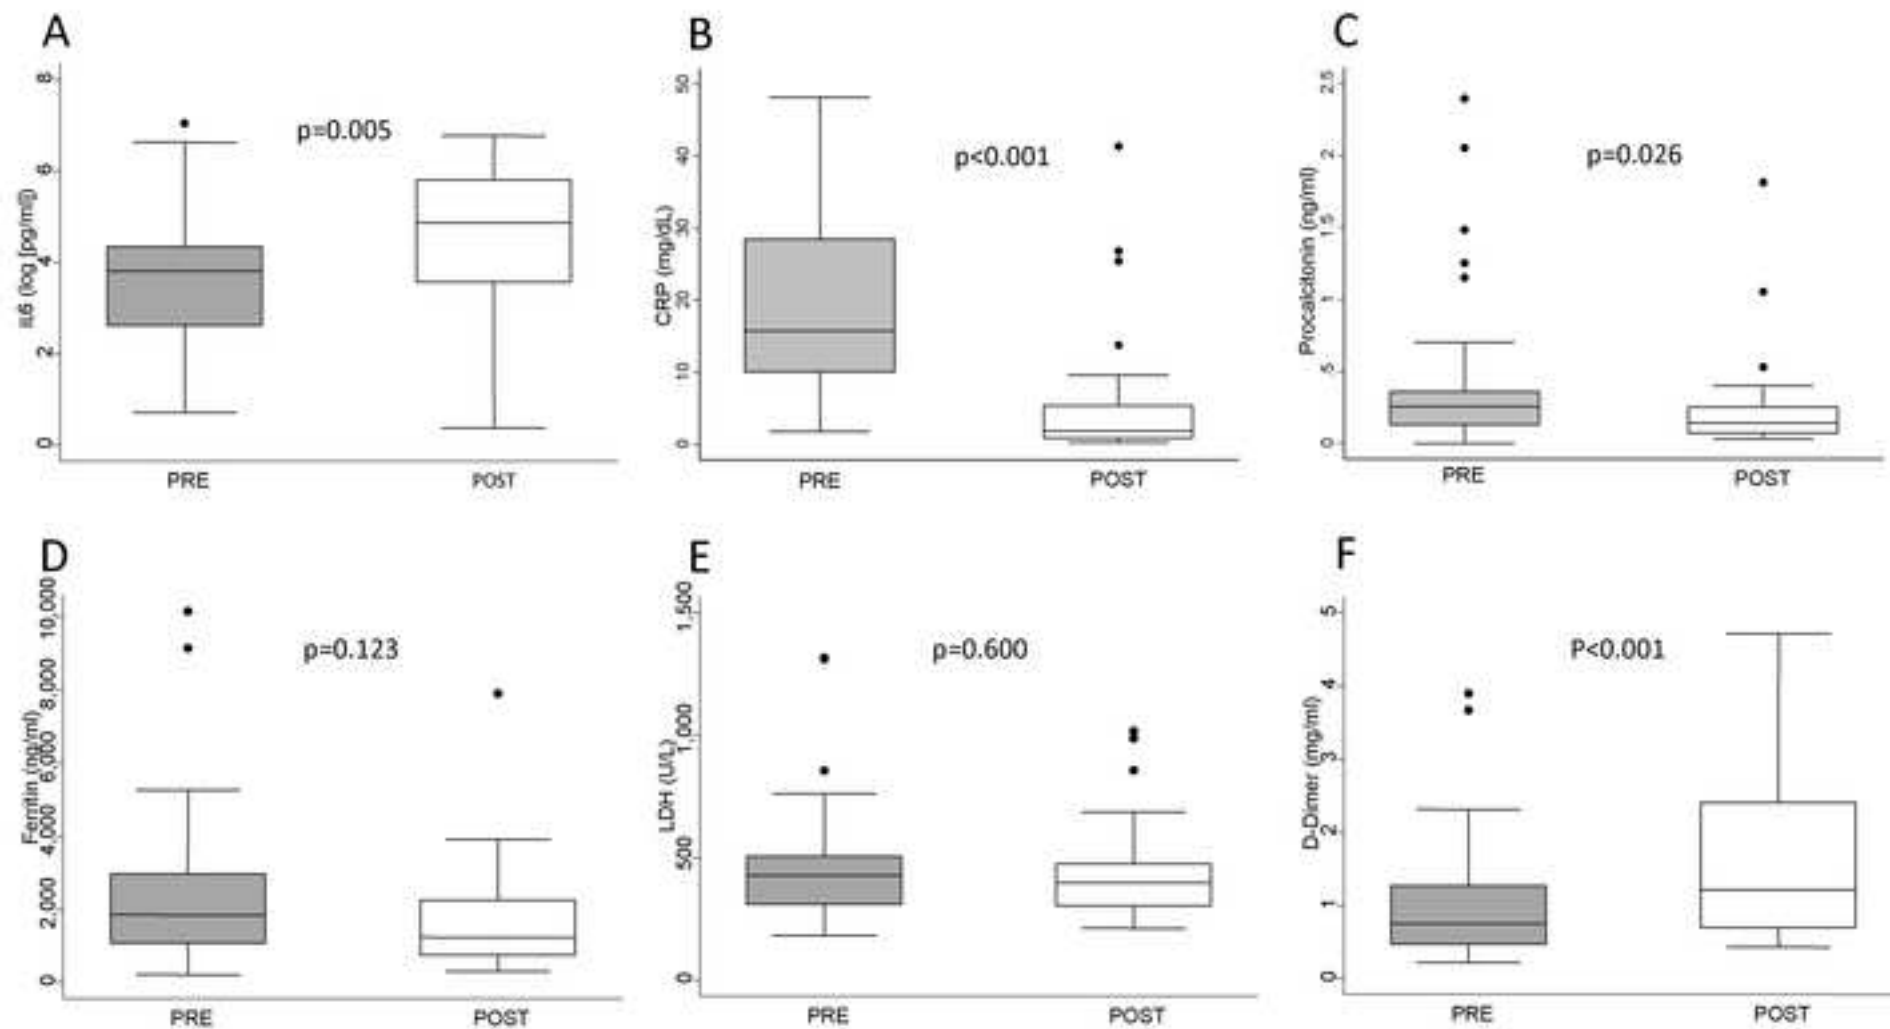 A
8
6
4
2
0
IL6 (log [pg/ml])
p=0.005
PRE
POST
B
50
40
30
20
10
0
CRP (mg/dL)
p<0.001
PRE
POST
C
2.5
2
1.5
1
.5
0
Procalcitonin (ng/ml)
p=0.026
PRE
POST
D
10,000
8,000
6,000
4,000
2,000
0
Ferritin (ng/ml)
p=0.123
PRE
POST
E
1,500
1,000
500
0
LDH (U/L)
p=0.600
PRE
POST
F
5
4
3
2
1
0
D-Dimer (mg/ml)
P<0.001
PRE
POST